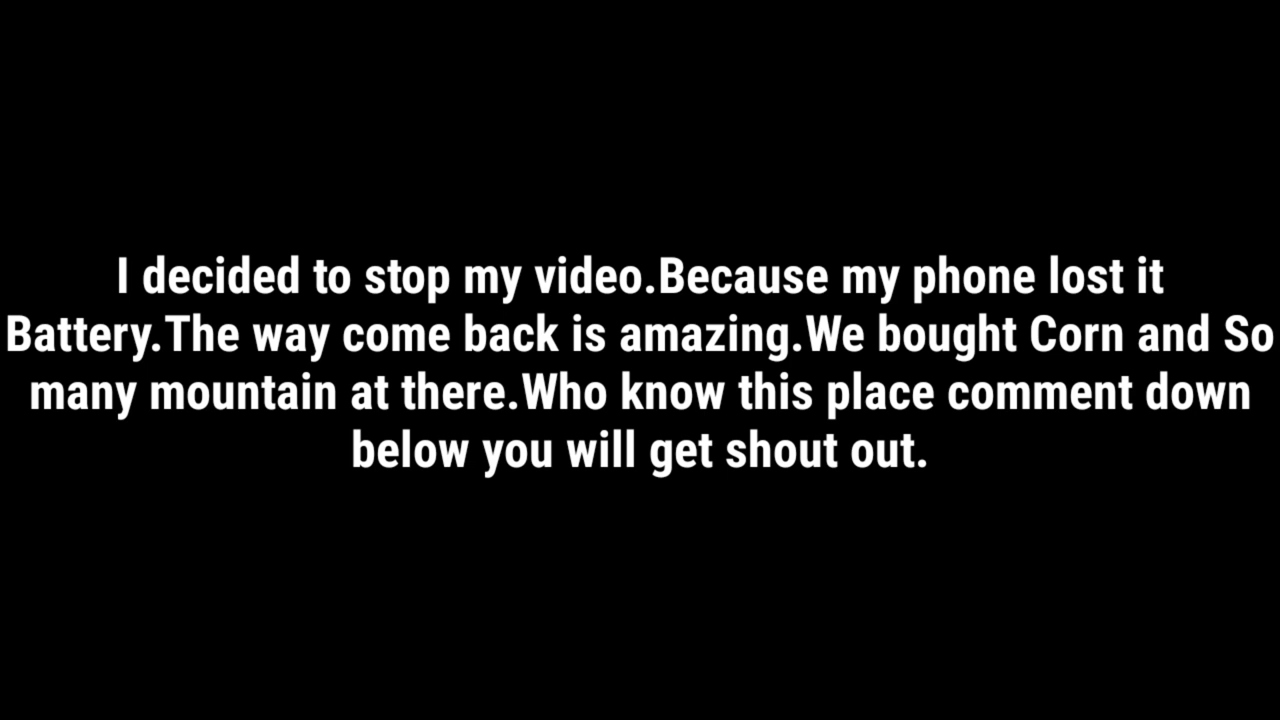 I decided to stop my video.Because my phone lost it
Battery.The way come back is amazing.We bought Corn and So
many mountain at there.Who know this place comment down
below you will get shout out.